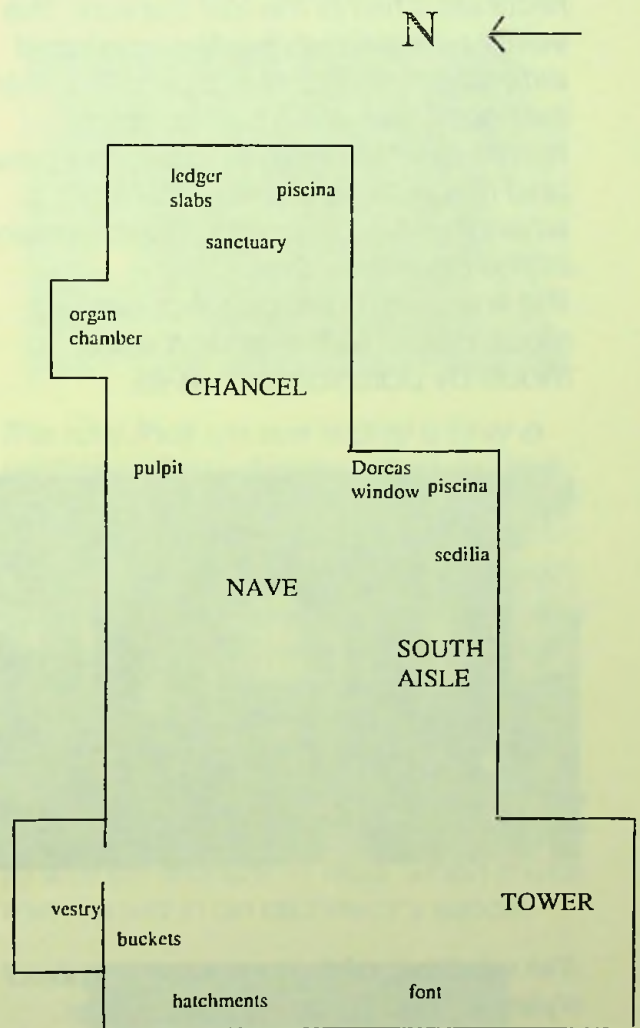 N
ledger
slabs
piscina
sanctuary
organ
chamber
CHANCEL
pulpit
Dorcas
window
piscina
sedilia
NAVE
SOUTH
AISLE
vestry
TOWER
buckets
hatchments
font